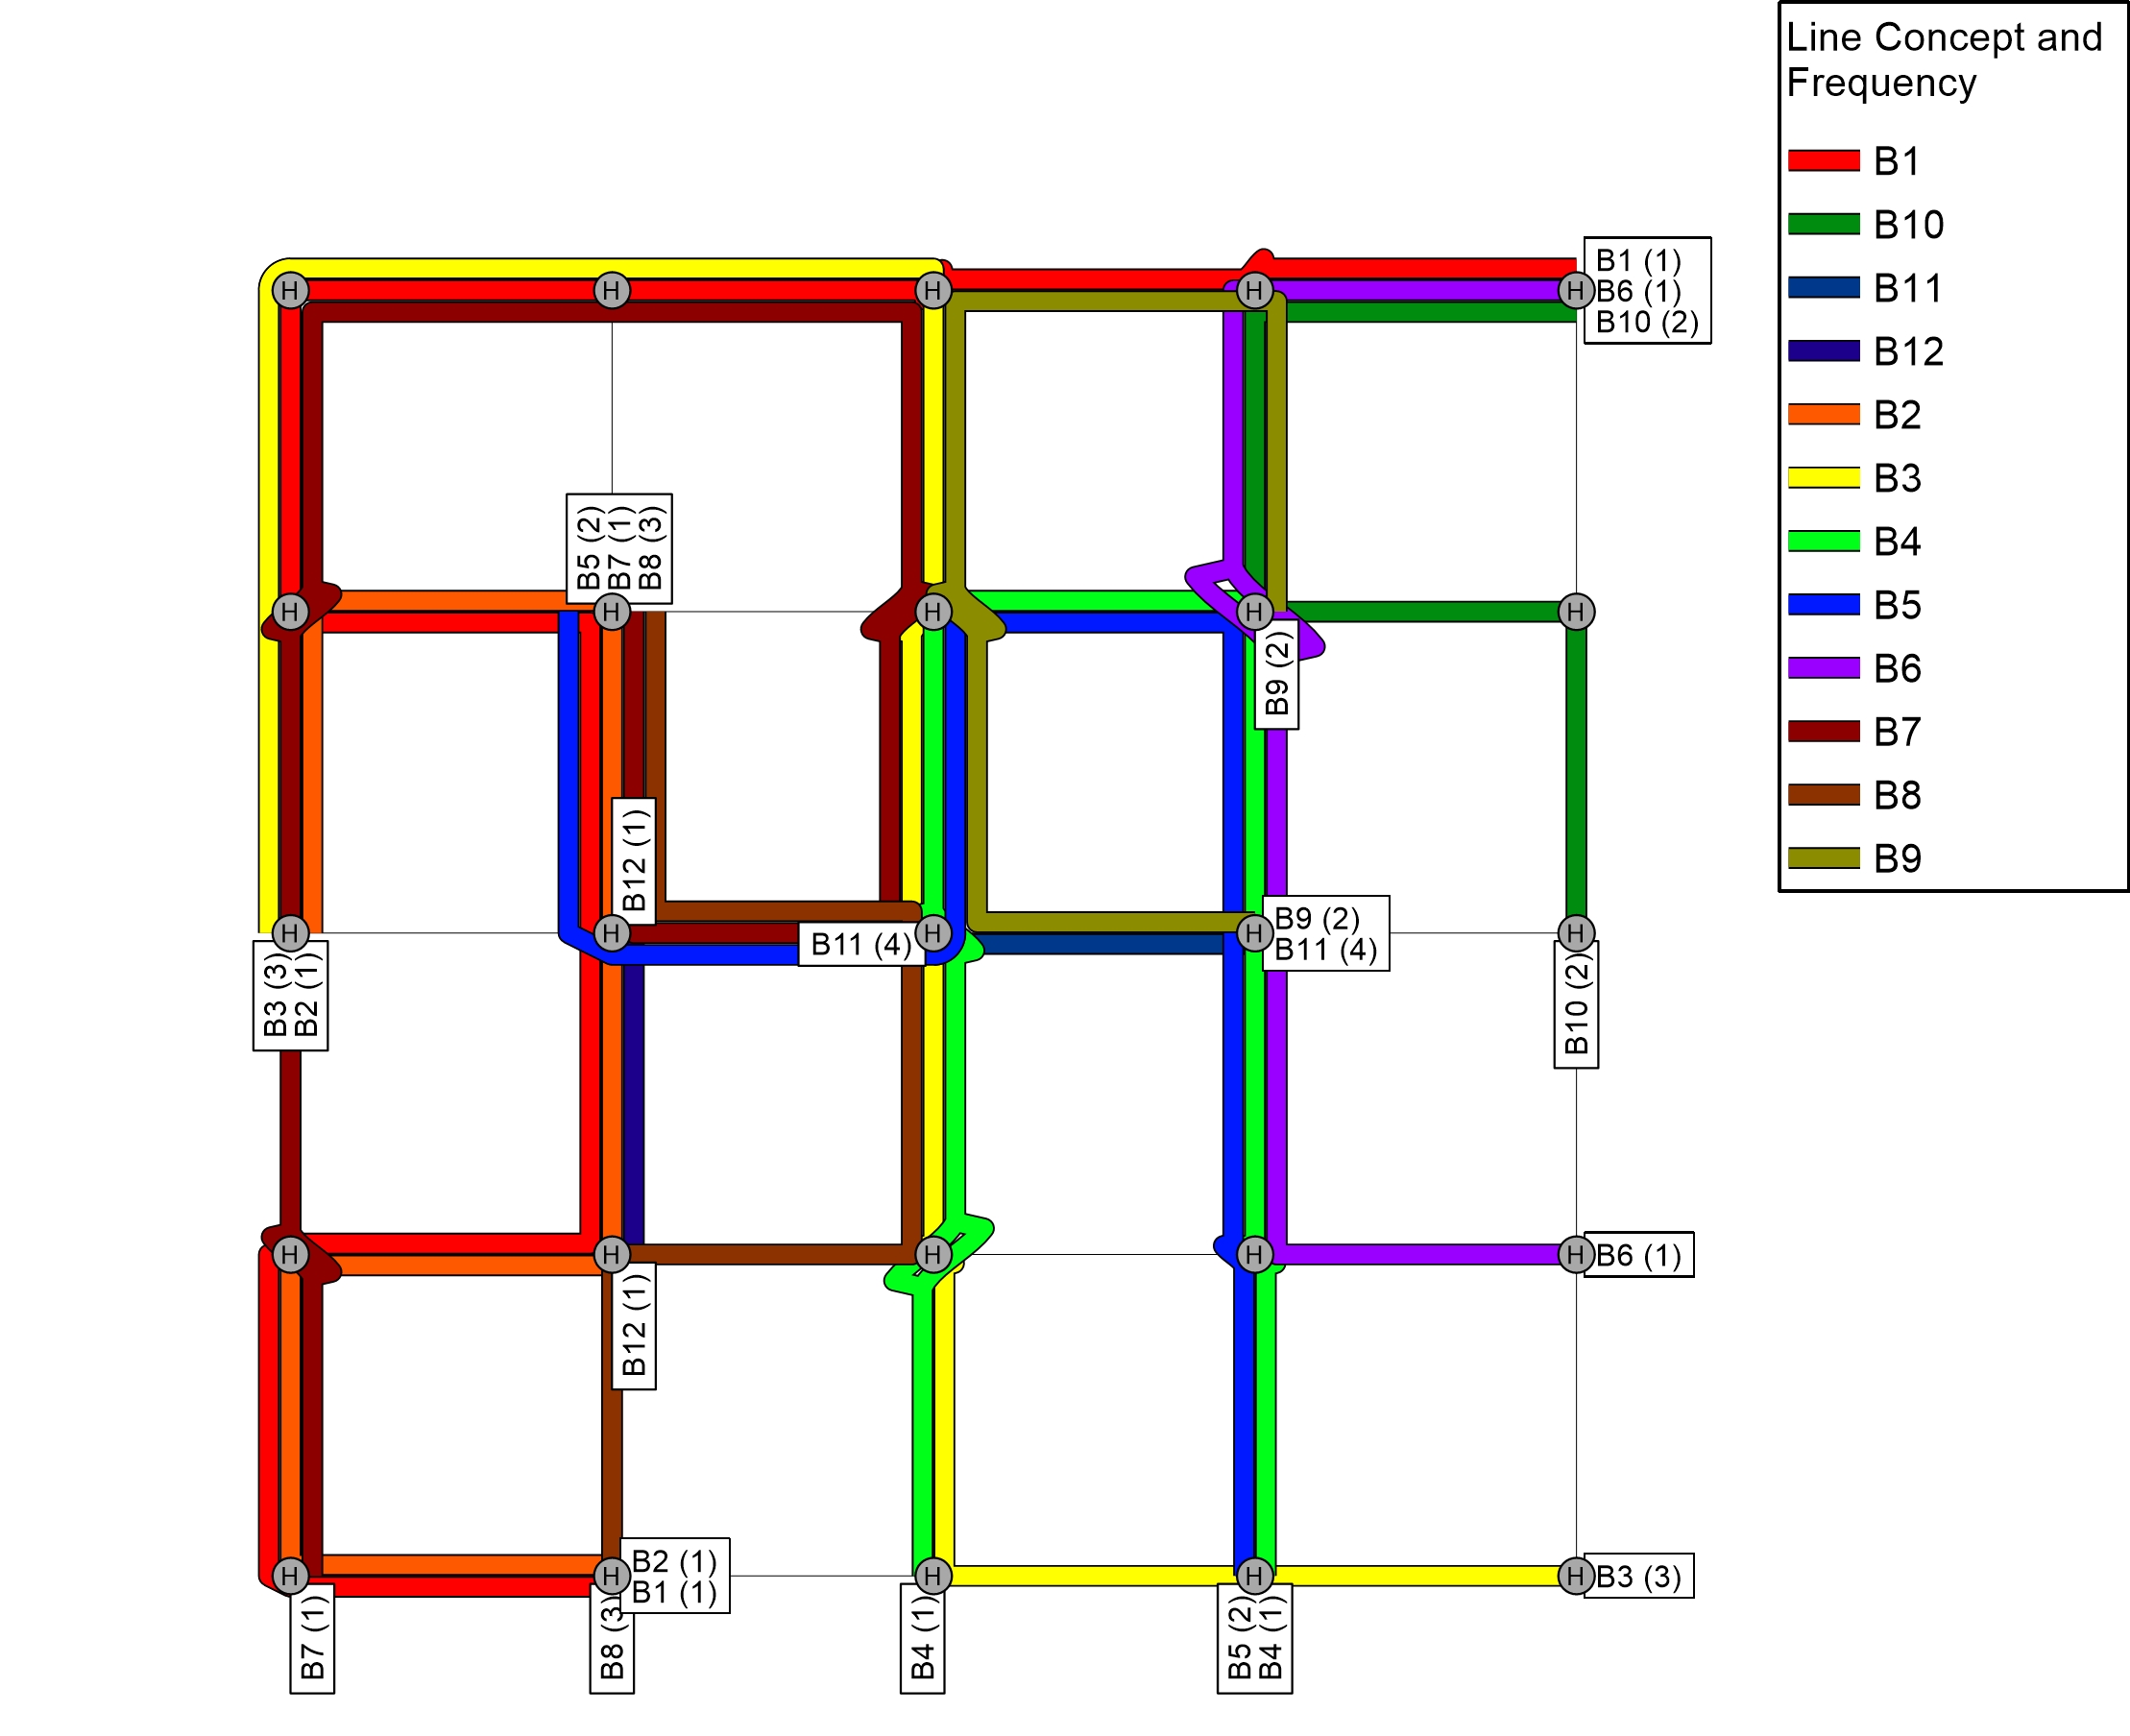 Line Concept and
Frequency
B1
B10
B11
B12
B2
B3
B4
B5
B6
B7
B8
B9
B1 (1)
B6 (1)
B10 (2)
H
H
H
H
H
B5 (2)
B7 (1)
B8 (3)
H
H
H
H
H
B9 (2)
B12 (1)
B11 (4)
B9 (2)
B11 (4)
H
H
H
H
H
B3 (3)
B2 (1)
B10 (2)
H
H
H
H
H
B6 (1)
B12 (1)
B2 (1)
B1 (1)
H
H
H
H
H
B3 (3)
B7 (1)
B8 (3)
B4 (1)
B5 (2)
B4 (1)